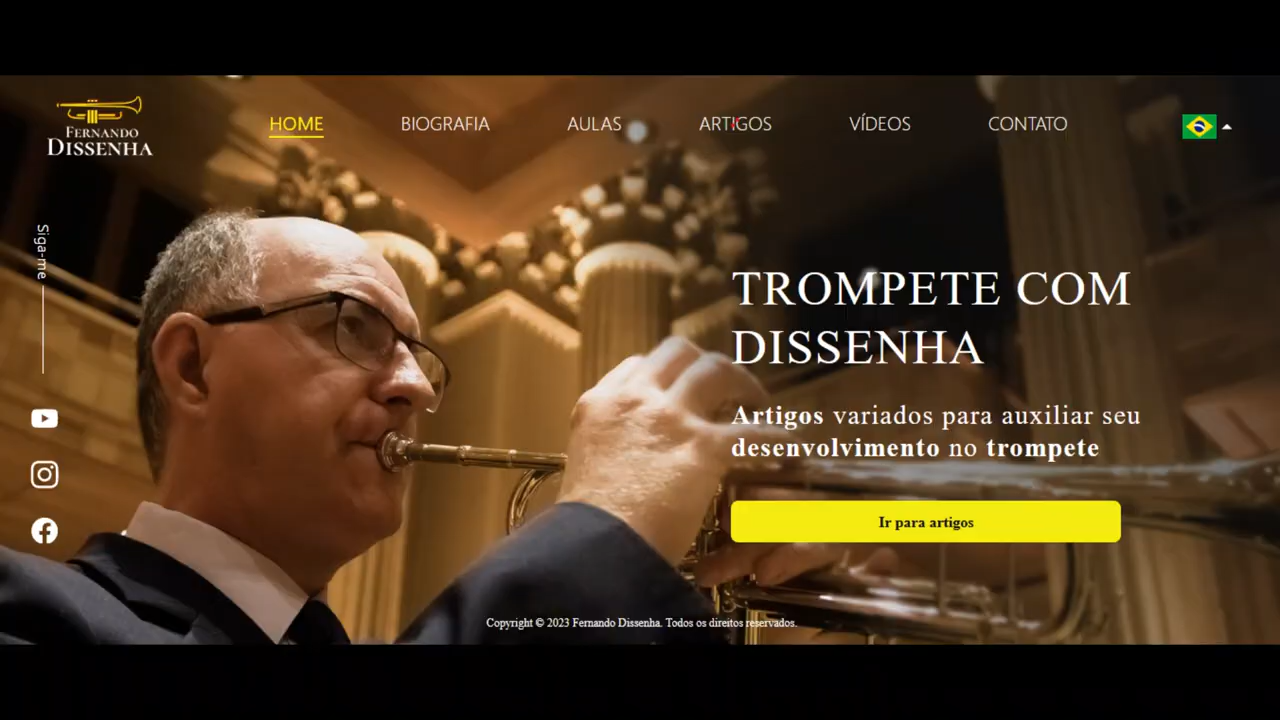 FERNANDO
DISSENHA
HOME
BIOGRAFIA
AULAS
ARTIGOS
VÍDEOS
CONTATO
Siga-me
TROMPETE COM
DISSENHA
Artigos variados para auxiliar seu
desenvolvimento no trompete
Ir para artigos
Copyright © 2023 Fernando Dissenha. Todos os direitos reservados.